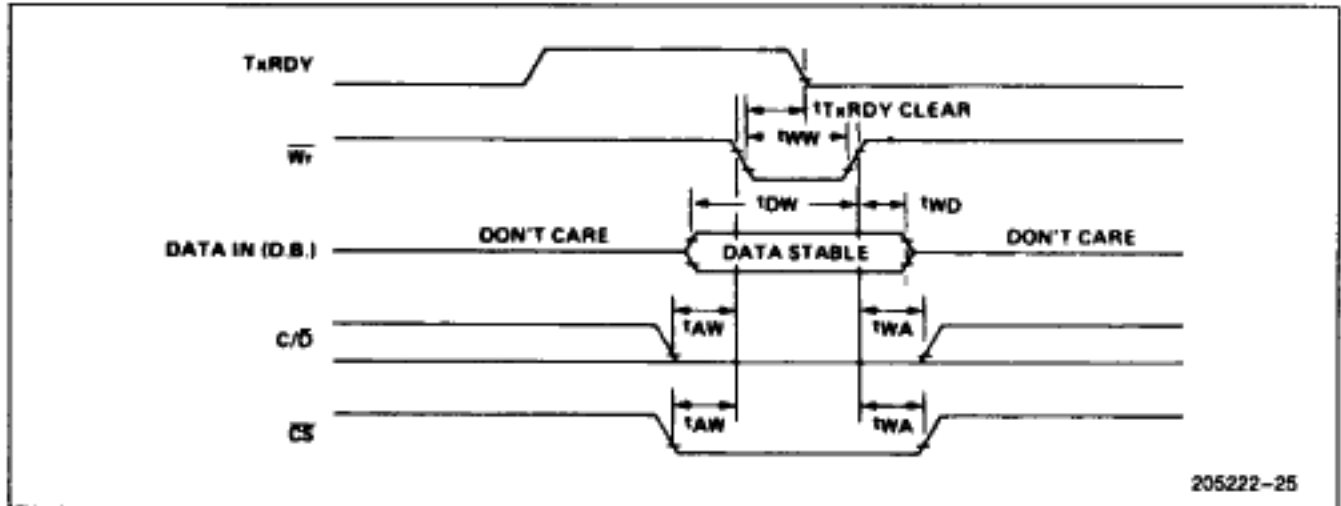 TxRDY
tTxRDY CLEAR
tWW
Wr
tDW
tWD
DATA IN (D.B.)
DON'T CARE
DATA STABLE
DON'T CARE
tAW
tWA
C/D
tAW
tWA
CS
205222-25